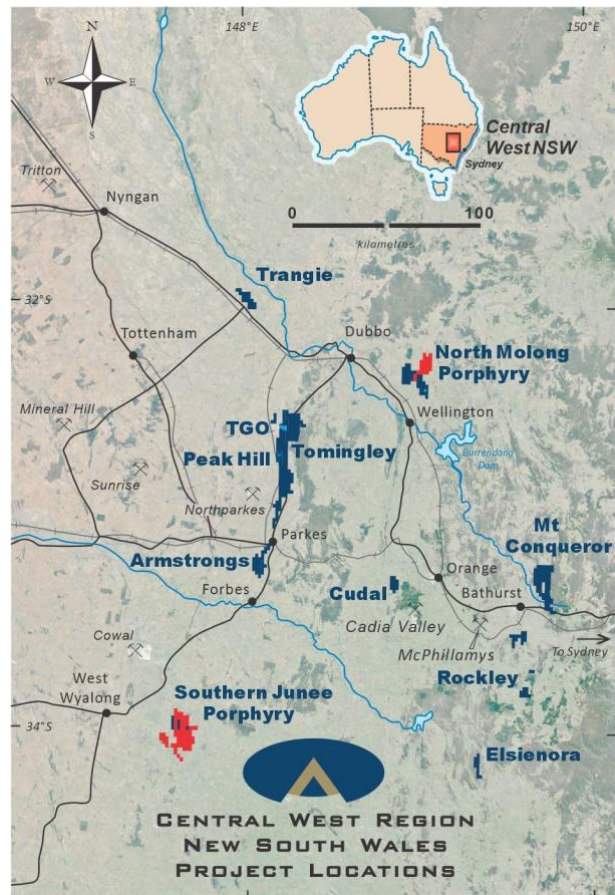 148°E
150°E
N
W
E
S
Central
West NSW
Sydney
0
100
kilometres
Tritton
Nyngan
Trangie
32°S
Tottenham
Dubbo
North Molong
Porphyry
Mineral Hill
TGO
Wellington
Peak Hill
Tomingley
Burrendong
Dam
Sunrise
Northparkes
Parkes
Mt
Conqueror
Armstrongs
Orange
Cudal
Bathurst
Forbes
Cadia Valley
Cowal
McPhillamys
To Sydney
West
Wyalong
Southern Junee
Porphyry
Rockley
34°S
Elsienora
CENTRAL WEST REGION
NEW SOUTH WALES
PROJECT LOCATIONS
148°E
150°E